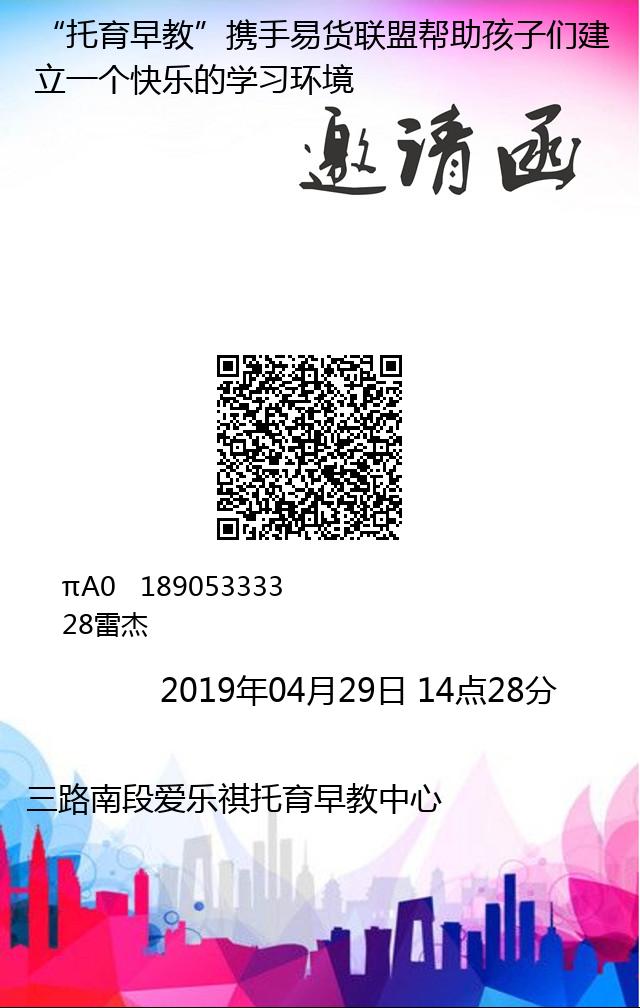 “托育早教”携手易货联盟帮助孩子们建
立一个快乐的学习环境
邀请函
πA0   189053333
28雷杰
2019年04月29日 14点28分
三路南段爱乐祺托育早教中心